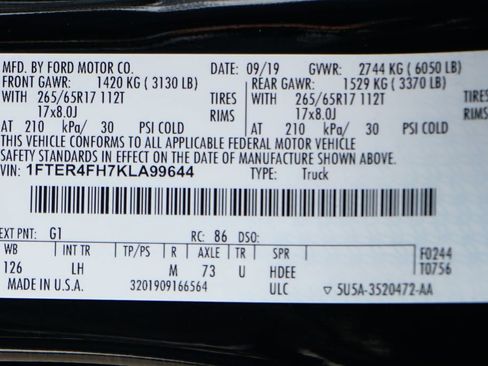 MFD. BY FORD MOTOR CO. DATE: 09/19 GVWR: 2744 KG ( 6050 LB)
FRONT GAWR: 1420 KG ( 3130 LB) REAR GAWR: 1529 KG ( 3370 LB)
WITH 265/65R17 112T TIRES WITH 265/65R17 112T TIRES
17x8.0J RIMS 17x8.0J RIMS
AT 210 kPa/ 30 PSI COLD AT 210 kPa/ 30 PSI COLD
THIS VEHICLE CONFORMS TO ALL APPLICABLE FEDERAL MOTOR VEHICLE
SAFETY STANDARDS IN EFFECT ON THE DATE OF MANUFACTURE SHOWN ABOVE.
VIN: 1FTER4FH7KLA99644 TYPE: Truck
EXT PNT: G1 RC: 86 DSO:
WB INT TR TP/PS R AXLE TR SPR F0244
126 LH M 73 U HDEE T0756
MADE IN U.S.A. 3201909166564 ULC ▽ 5U5A-3520472-AA